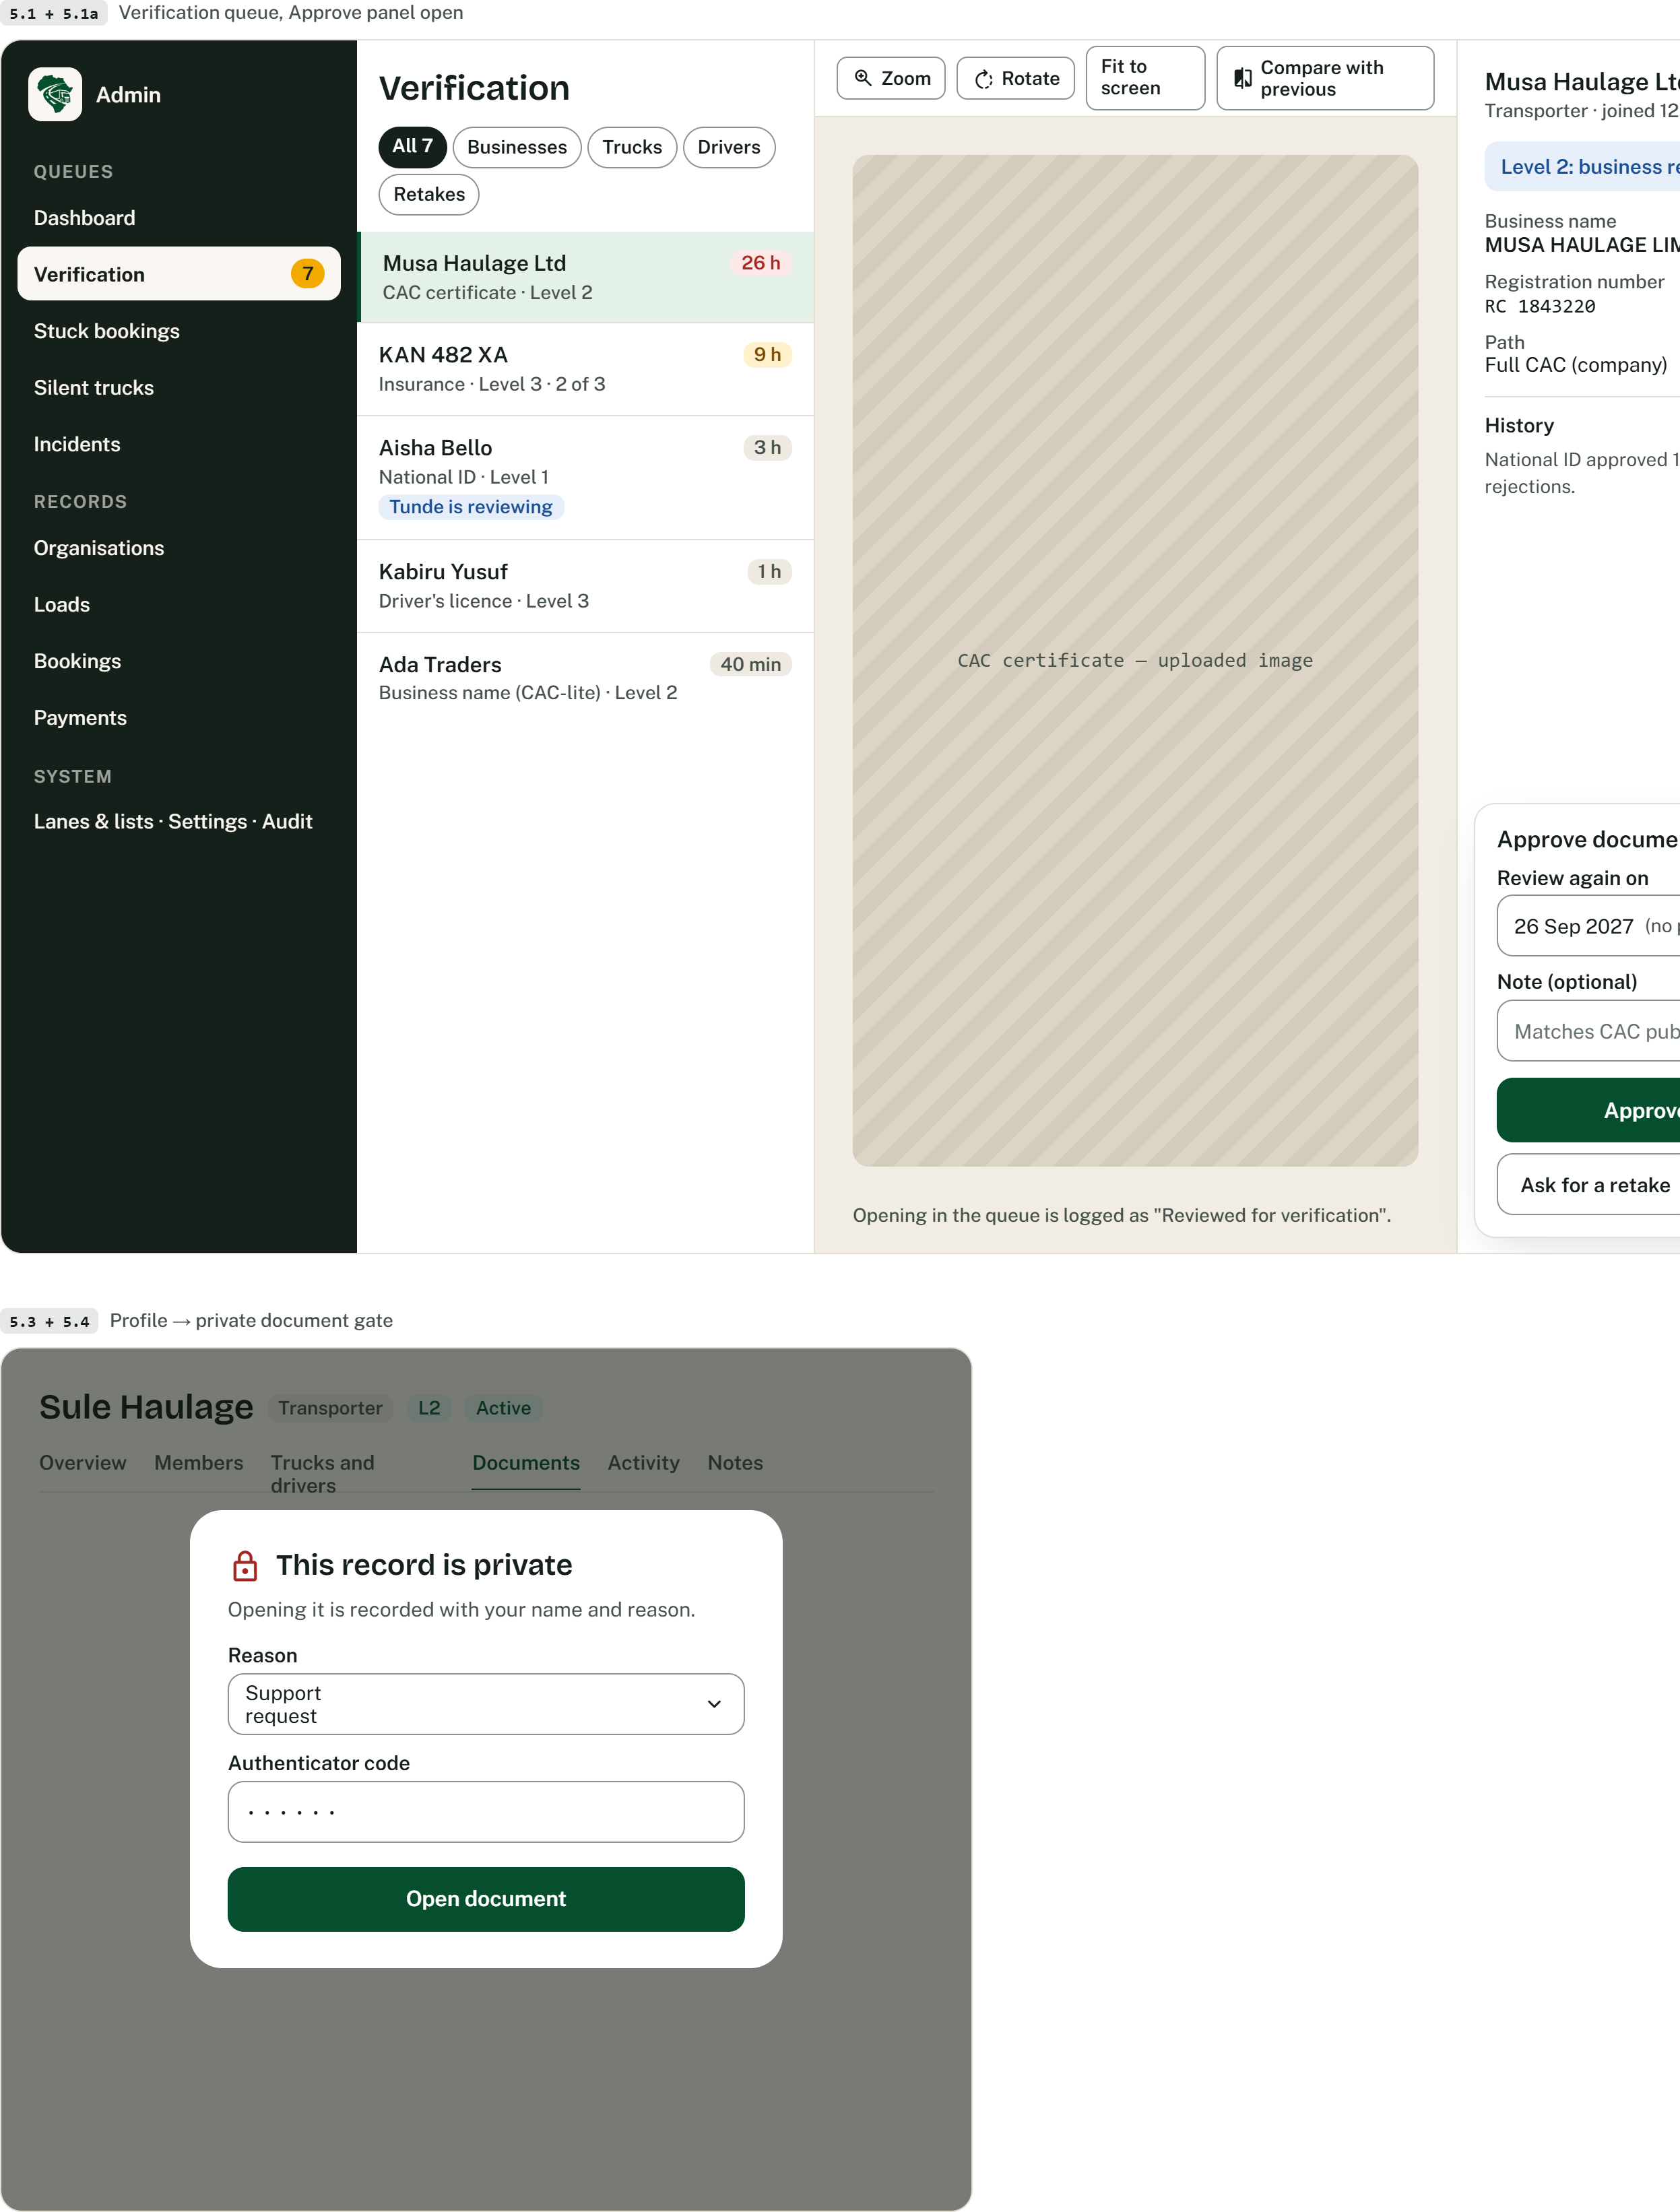 5.1 + 5.1a Verification queue, Approve panel open
Admin
QUEUES
Dashboard
Verification 7
Stuck bookings
Silent trucks
Incidents
RECORDS
Organisations
Loads
Bookings
Payments
SYSTEM
Lanes & lists · Settings · Audit
Verification
All 7 Businesses Trucks Drivers
Retakes
Musa Haulage Ltd 26 h
CAC certificate · Level 2
KAN 482 XA 9 h
Insurance · Level 3 · 2 of 3
Aisha Bello 3 h
National ID · Level 1
Tunde is reviewing
Kabiru Yusuf 1 h
Driver's licence · Level 3
Ada Traders 40 min
Business name (CAC-lite) · Level 2
Zoom Rotate Fit to screen Compare with previous
CAC certificate — uploaded image
Opening in the queue is logged as "Reviewed for verification".
Musa Haulage
Transporter · joined 12
Level 2: business
Business name
MUSA HAULAGE
Registration number
RC 1843220
Path
Full CAC (company)
History
National ID approved
rejections.
Approve
Review again on
26 Sep 2027 (no
Note (optional)
Matches CAC
Approve
Ask for a retake
5.3 + 5.4 Profile → private document gate
Sule Haulage Transporter L2 Active
Overview Members Trucks and drivers Documents Activity Notes
This record is private
Opening it is recorded with your name and reason.
Reason
Support
request
Authenticator code
······
Open document